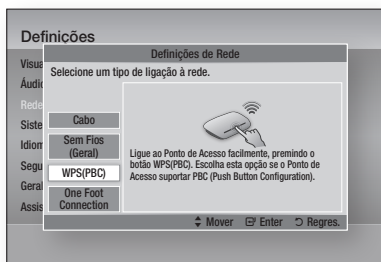 Definições
Definições de Rede
Visua
Selecione um tipo de ligação à rede.
Áudic
Rede
Siste
Idiom
Segu
Geral
Assis
Cabo
Sem Fios
(Geral)
WPS(PBC)
One Foot
Connection
Ligue ao Ponto de Acesso facilmente, premindo o
botão WPS(PBC). Escolha esta opção se o Ponto de
Acesso suportar PBC (Push Button Configuration).
Mover Enter Regres.